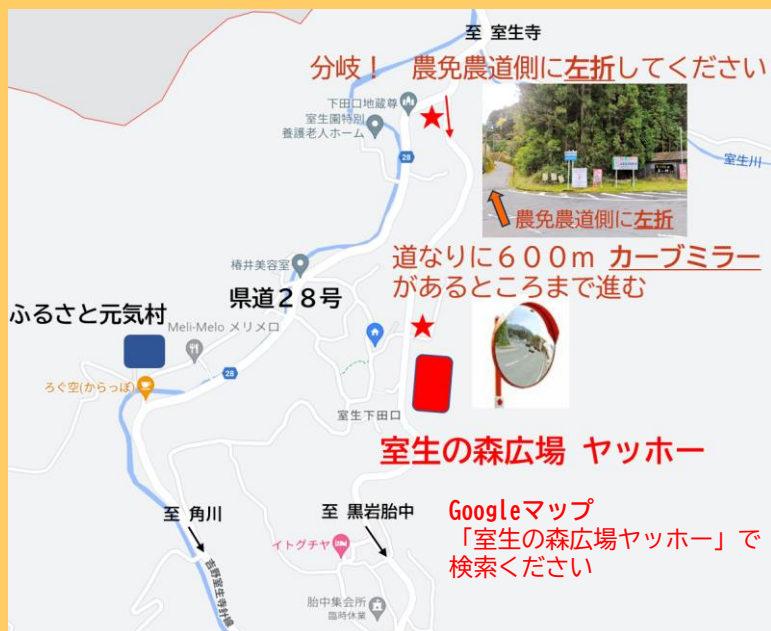 至 室生寺
分岐！ 農免農道側に左折してください
下田口地蔵尊
室生園特別
養護老人ホーム
28
室生川
農免農道側に左折
椿井美容室
道なりに６００ｍ カーブミラー
があるところまで進む
県道２８号
ふるさと元気村
Meli-Melo メリメロ
28
ろぐ空(からっぽ)
室生下田口
室生の森広場 ヤッホー
至 角川
至 黒岩胎中
Googleマップ
「室生の森広場ヤッホー」で
検索ください
イトグチヤ
吉野室生寺針線
胎中集会所
臨時休業